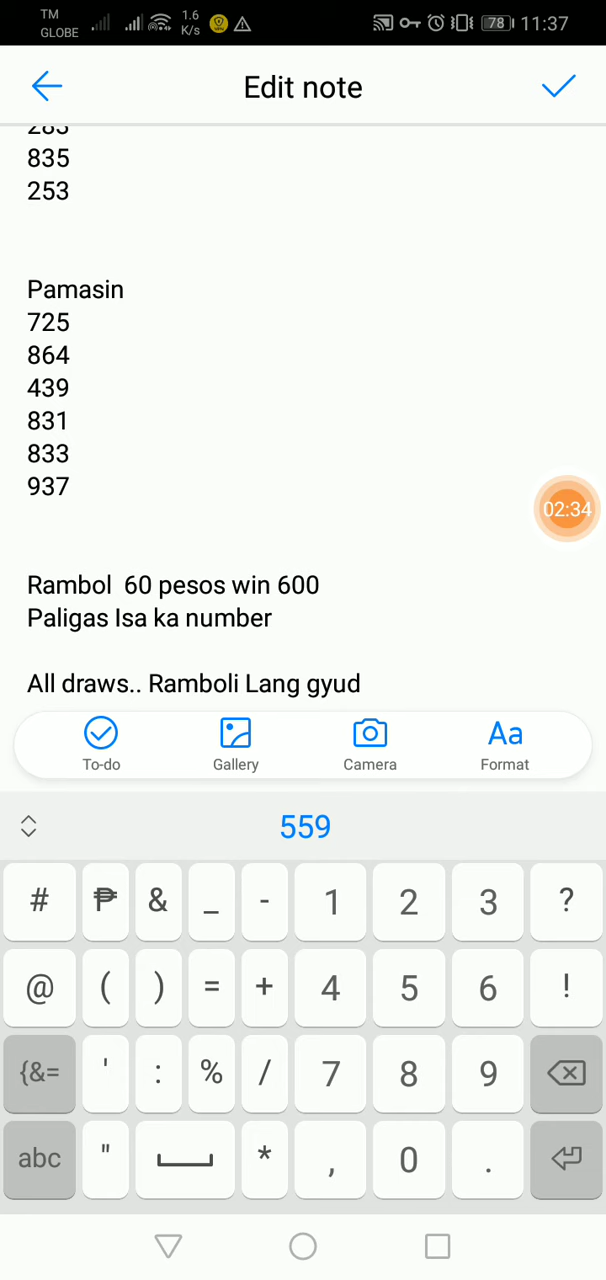 TM
GLOBE
1.6
K/s
78
11:37
Edit note
283
835
253
Pamasin
725
864
439
831
833
937
02:34
Rambol  60 pesos win 600
Paligas Isa ka number
All draws.. Ramboli Lang gyud
To-do
Gallery
Camera
Aa
Format
559
# ₱ & _ - 1 2 3 ?
@ ( ) = + 4 5 6 !
{&= ' : % / 7 8 9
abc " * , 0 .